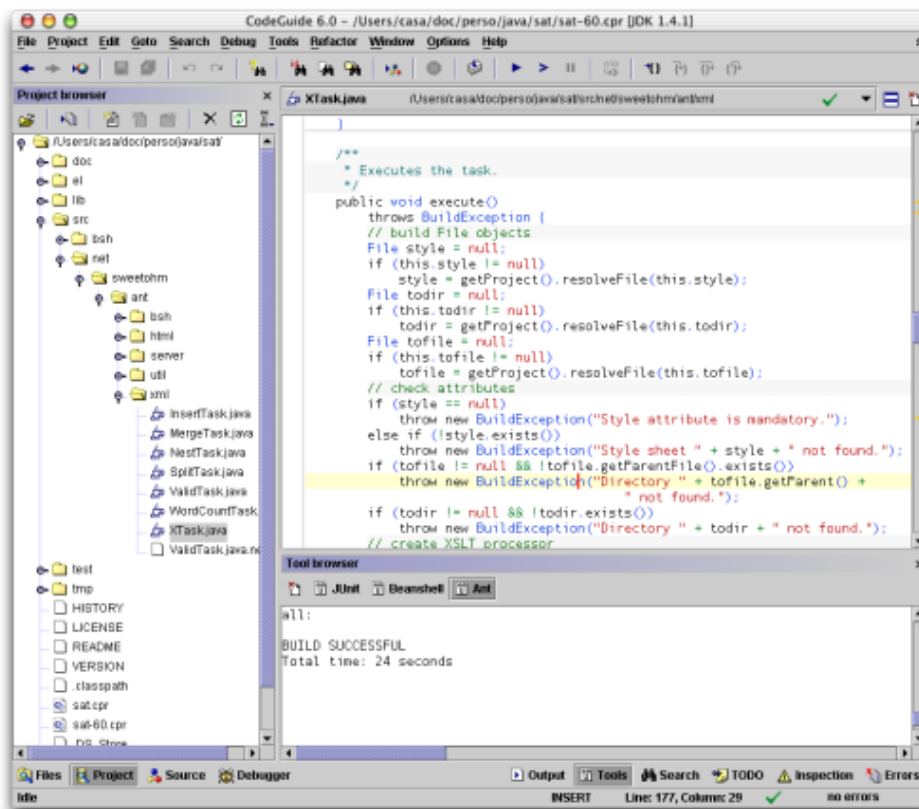 CodeGuide 6.0 – /Users/casa/doc/perso/java/sat/sat-60.cpr [JDK 1.4.1]
File Project Edit Goto Search Debug Tools Refactor Window Options Help
Project browser
/Users/casa/doc/perso/java/sat/
doc
el
lib
src
bsh
net
sweetohm
ant
bsh
html
server
util
xml
InsertTask.java
MergeTask.java
NestTask.java
SplitTask.java
ValidTask.java
WordCountTask.
XTask.java
ValidTask.java.ne
test
tmp
HISTORY
LICENSE
README
VERSION
.classpath
sat.cpr
sat-60.cpr
.DS_Store
XTask.java /Users/casa/doc/perso/java/sat/src/net/sweetohm/ant/xml
}
/**
* Executes the task.
*/
public void execute()
throws BuildException {
// build File objects
File style = null;
if (this.style != null)
style = getProject().resolveFile(this.style);
File todir = null;
if (this.todir != null)
todir = getProject().resolveFile(this.todir);
File tofile = null;
if (this.tofile != null)
tofile = getProject().resolveFile(this.tofile);
// check attributes
if (style == null)
throw new BuildException("Style attribute is mandatory.");
else if (!style.exists())
throw new BuildException("Style sheet " + style + " not found.");
if (tofile != null && !tofile.getParentFile().exists())
throw new BuildException("Directory " + tofile.getParent() +
" not found.");
if (todir != null && !todir.exists())
throw new BuildException("Directory " + todir + " not found.");
// create XSLT processor
Tool browser
JUnit Beanshell Ant
all:
BUILD SUCCESSFUL
Total time: 24 seconds
Files Project Source Debugger Output Tools Search TODO Inspection Errors
Idle INSERT Line: 177, Column: 29 no errors